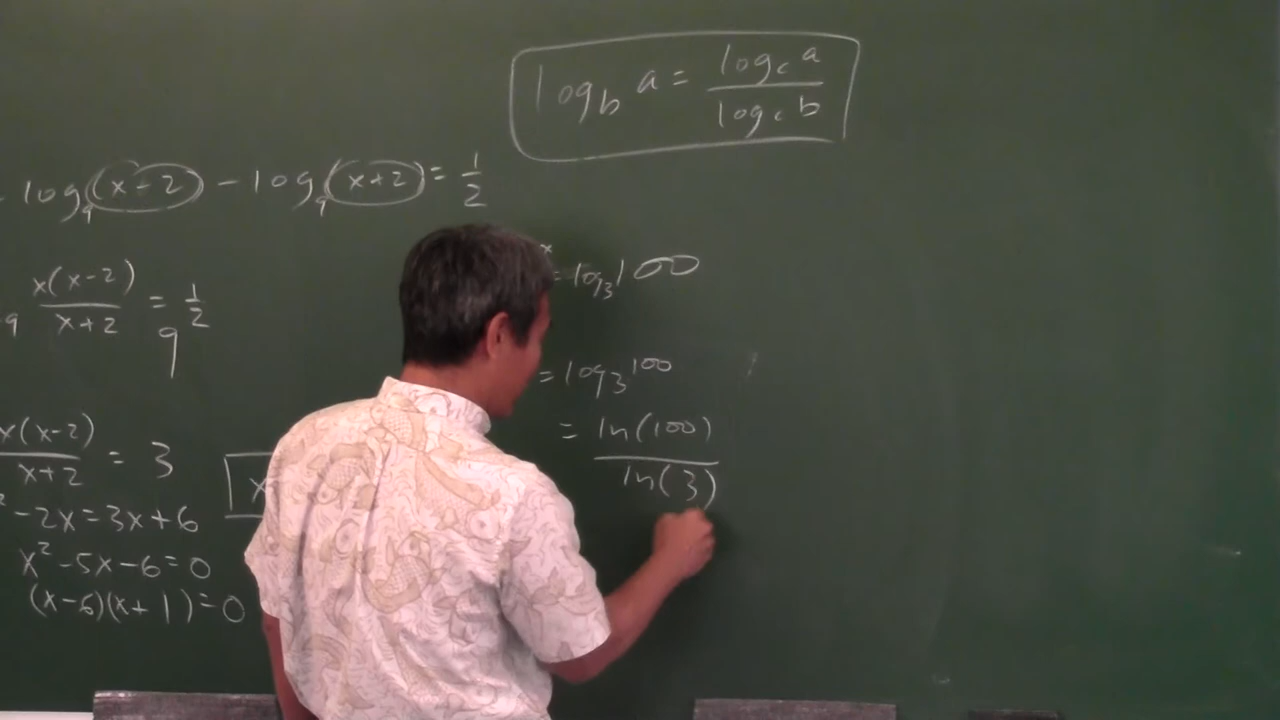 log_b a = log_c a / log_c b
log_9 (x-2) - log_9 (x+2) = 1/2
x(x-2) / x+2 = 9^1/2
x(x-2) / x+2 = 3
-2x=3x+6
x²-5x-6=0
(x-6)(x+1)=0
x
= log_3 100
= log_3 100
= ln(100) / ln(3)